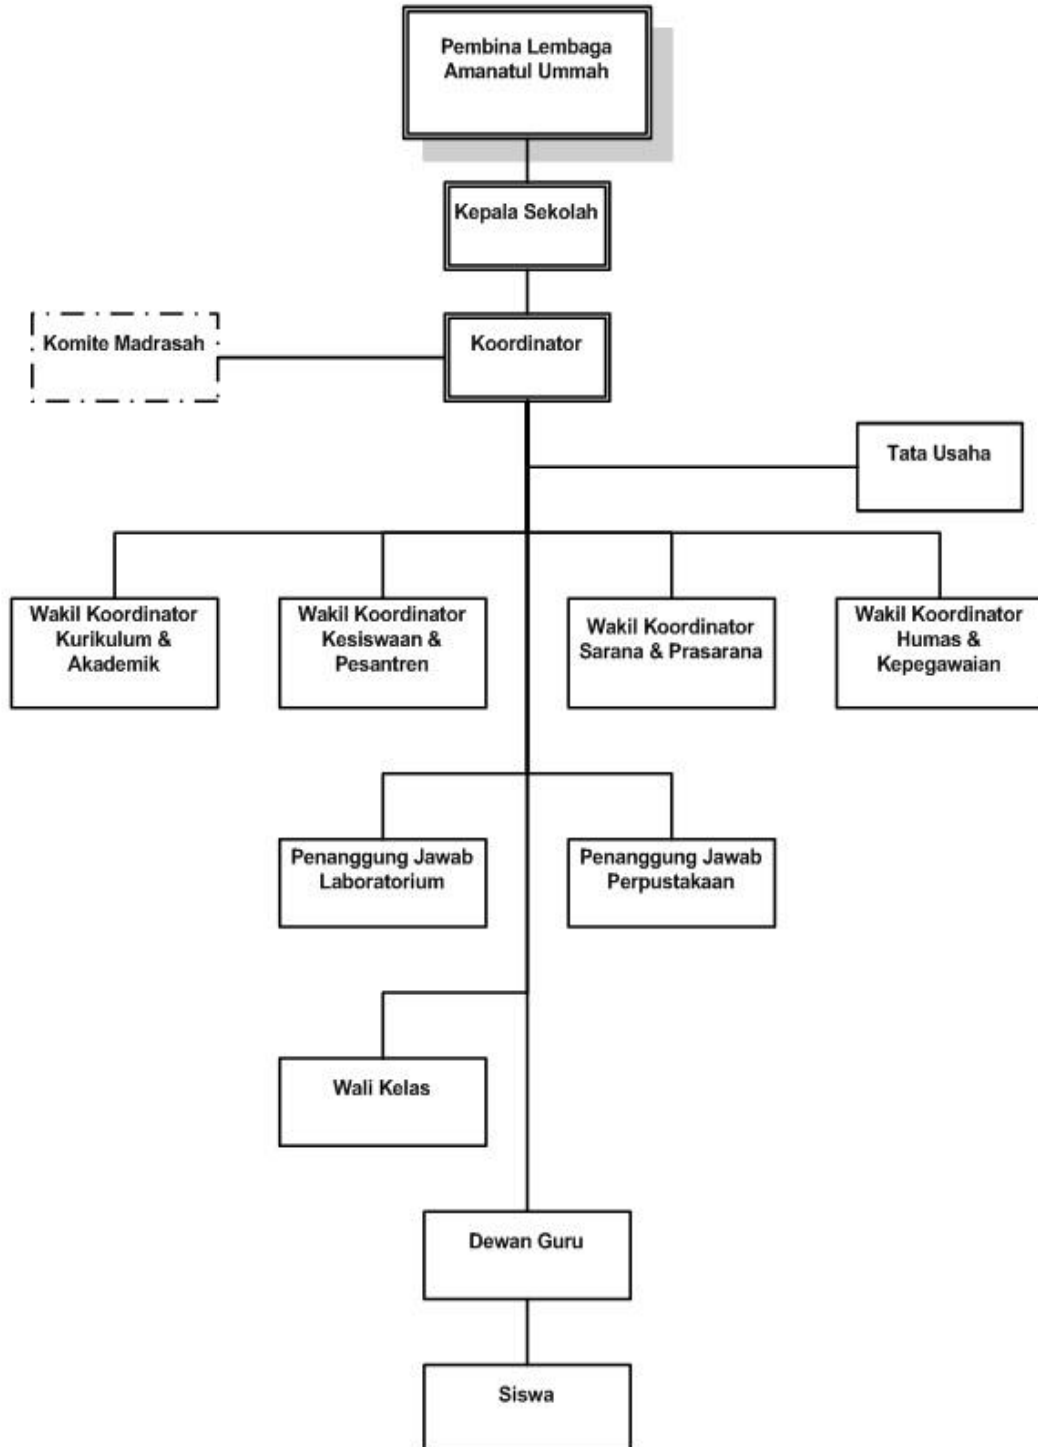 Pembina Lembaga
Amanatul Ummah
Kepala Sekolah
Komite Madrasah
Koordinator
Tata Usaha
Wakil Koordinator
Kurikulum &
Akademik
Wakil Koordinator
Kesiswaan &
Pesantren
Wakil Koordinator
Sarana & Prasarana
Wakil Koordinator
Humas &
Kepegawaian
Penanggung Jawab
Laboratorium
Penanggung Jawab
Perpustakaan
Wali Kelas
Dewan Guru
Siswa